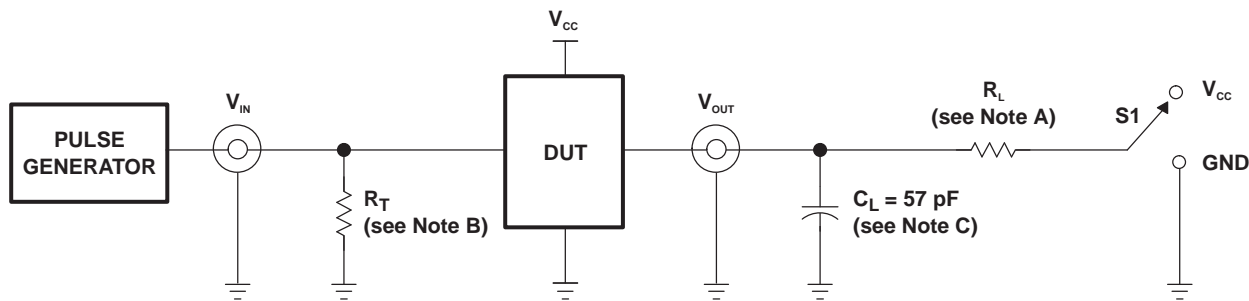 V_CC
PULSE
GENERATOR
V_IN
DUT
V_OUT
R_L
(see Note A)
S1
V_CC
GND
R_T
(see Note B)
C_L = 57 pF
(see Note C)